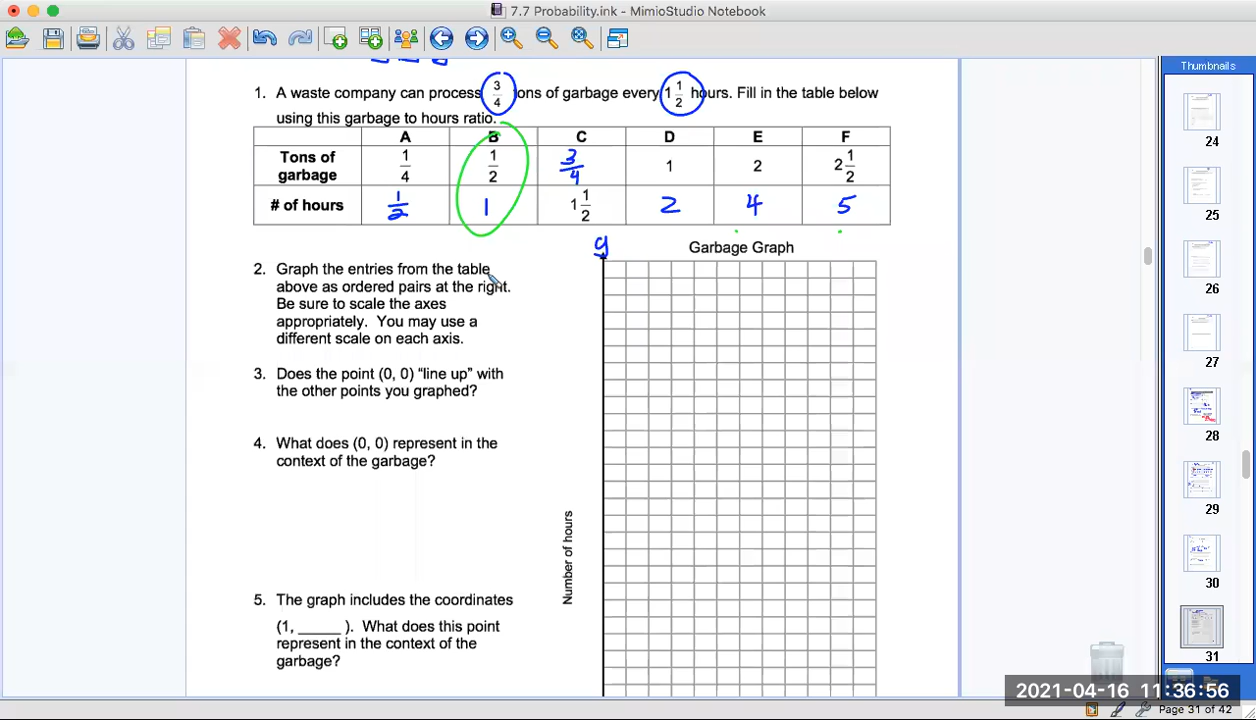 7.7 Probability.ink - MimioStudio Notebook
Thumbnails
1. A waste company can process 3/4 tons of garbage every 1 1/2 hours. Fill in the table below
using this garbage to hours ratio.
A B C D E F
Tons of garbage 1/4 1/2 3/4 1 2 2 1/2
# of hours 1/2 1 1 1/2 2 4 5
y
Garbage Graph
2. Graph the entries from the table
above as ordered pairs at the right.
Be sure to scale the axes
appropriately. You may use a
different scale on each axis.
3. Does the point (0, 0) “line up” with
the other points you graphed?
4. What does (0, 0) represent in the
context of the garbage?
Number of hours
5. The graph includes the coordinates
(1, _____ ). What does this point
represent in the context of the
garbage?
24
25
26
27
28
29
30
31
2021-04-16 11:36:56
Page 31 of 42